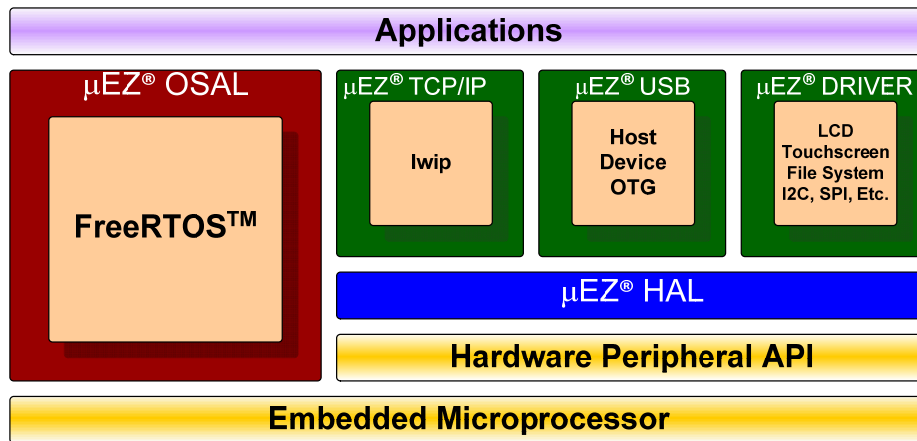 Applications
μEZ® OSAL
FreeRTOS™
μEZ® TCP/IP
lwip
μEZ® USB
Host
Device
OTG
μEZ® DRIVER
LCD
Touchscreen
File System
I2C, SPI, Etc.
μEZ® HAL
Hardware Peripheral API
Embedded Microprocessor